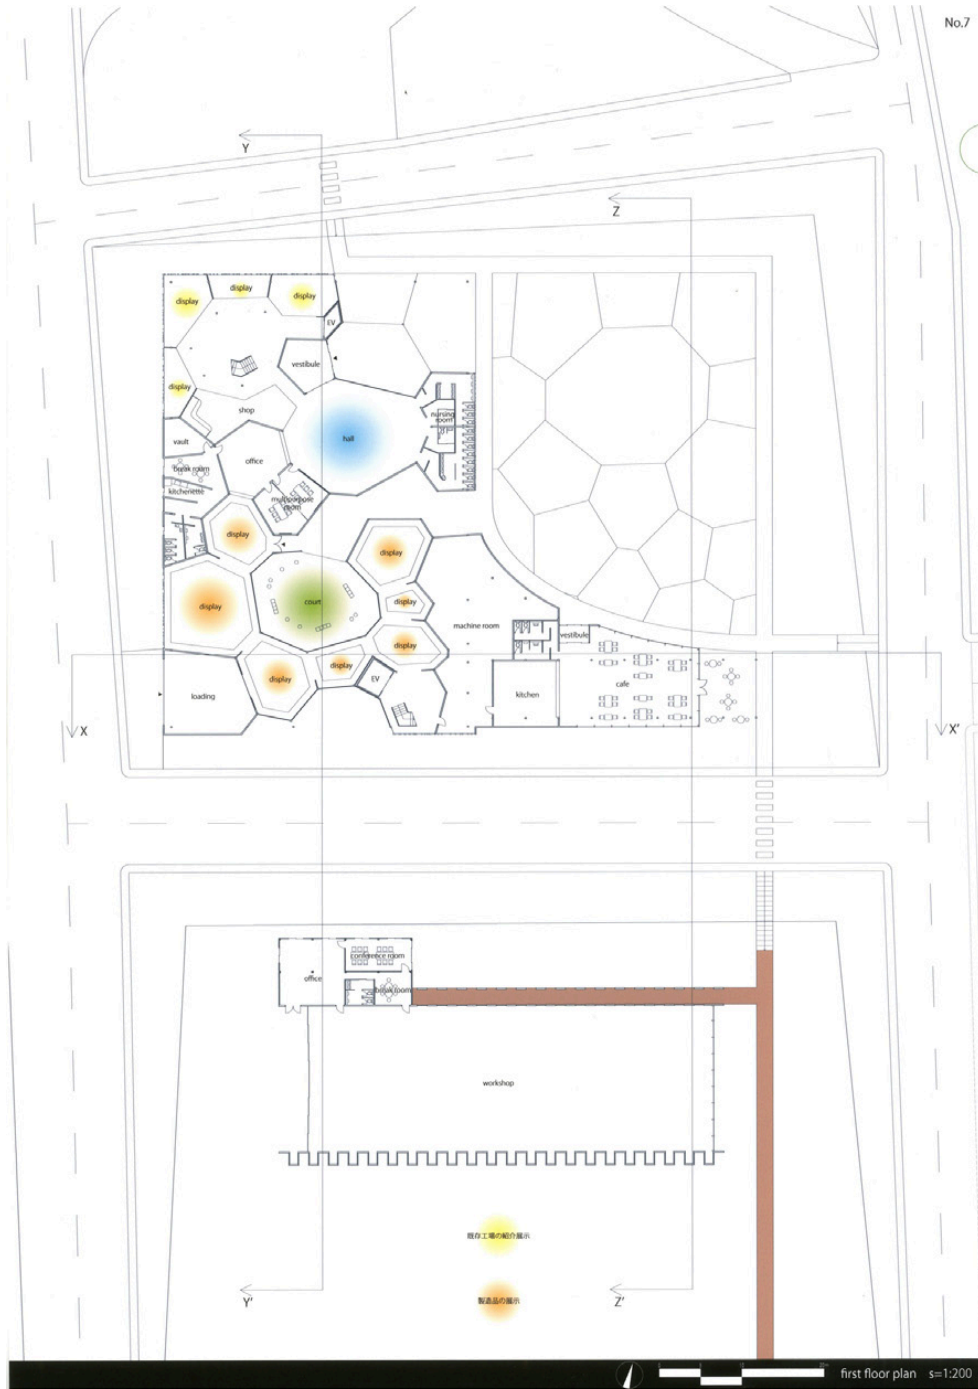 No.7
Y
Z
display
display
display
EV
display
vestibule
shop
vault
office
hall
nursing
room
break room
kitchenette
multipurpose
room
display
display
display
court
display
machine room
vestibule
display
display
display
EV
loading
kitchen
cafe
X
X'
conference room
office
break room
workshop
既存工場の紹介展示
製造品の展示
Y'
Z'
first floor plan s=1:200